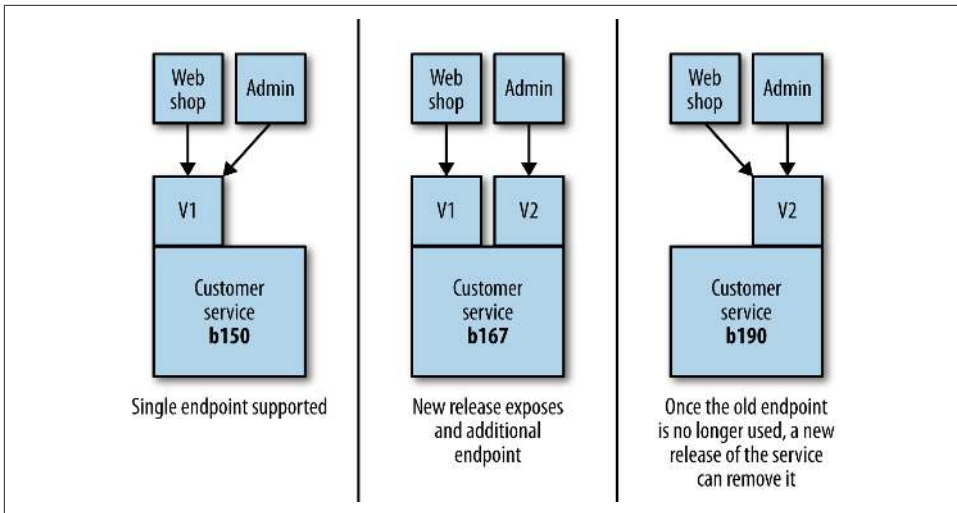 Web
shop
Admin
V1
Customer
service
b150
Single endpoint supported
Web
shop
Admin
V1
V2
Customer
service
b167
New release exposes
and additional
endpoint
Web
shop
Admin
V2
Customer
service
b190
Once the old endpoint
is no longer used, a new
release of the service
can remove it